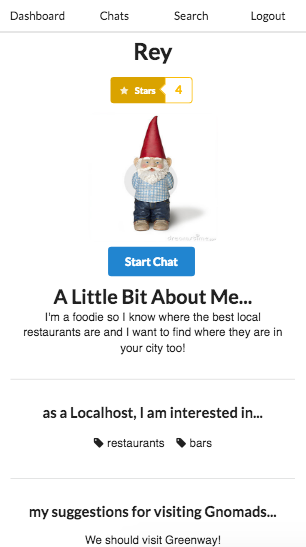 Dashboard Chats Search Logout
Rey
Stars 4
Start Chat
A Little Bit About Me...
I'm a foodie so I know where the best local
restaurants are and I want to find where they are in
your city too!
as a Localhost, I am interested in...
restaurants bars
my suggestions for visiting Gnomads...
We should visit Greenway!